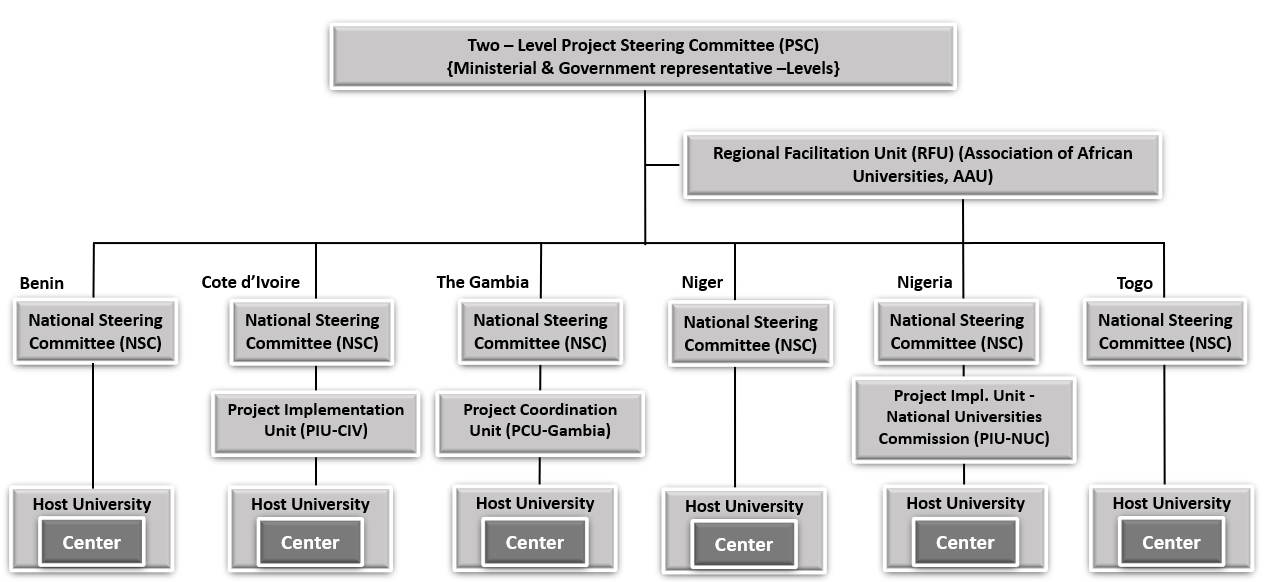 Two – Level Project Steering Committee (PSC)
{Ministerial & Government representative –Levels}
Regional Facilitation Unit (RFU) (Association of African
Universities, AAU)
Benin
Cote d’Ivoire
The Gambia
Niger
Nigeria
Togo
National Steering
Committee (NSC)
National Steering
Committee (NSC)
National Steering
Committee (NSC)
National Steering
Committee (NSC)
National Steering
Committee (NSC)
National Steering
Committee (NSC)
Project Implementation
Unit (PIU-CIV)
Project Coordination
Unit (PCU-Gambia)
Project Impl. Unit -
National Universities
Commission (PIU-NUC)
Host University
Center
Host University
Center
Host University
Center
Host University
Center
Host University
Center
Host University
Center